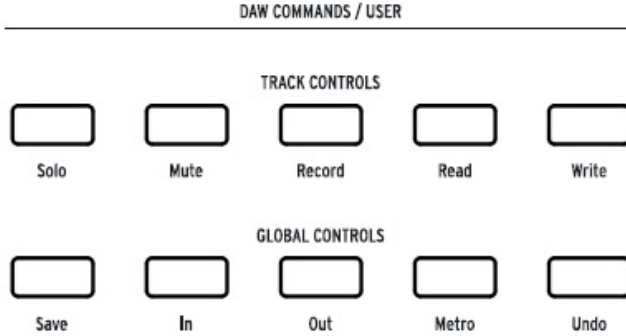 DAW COMMANDS / USER
TRACK CONTROLS
Solo Mute Record Read Write
GLOBAL CONTROLS
Save In Out Metro Undo